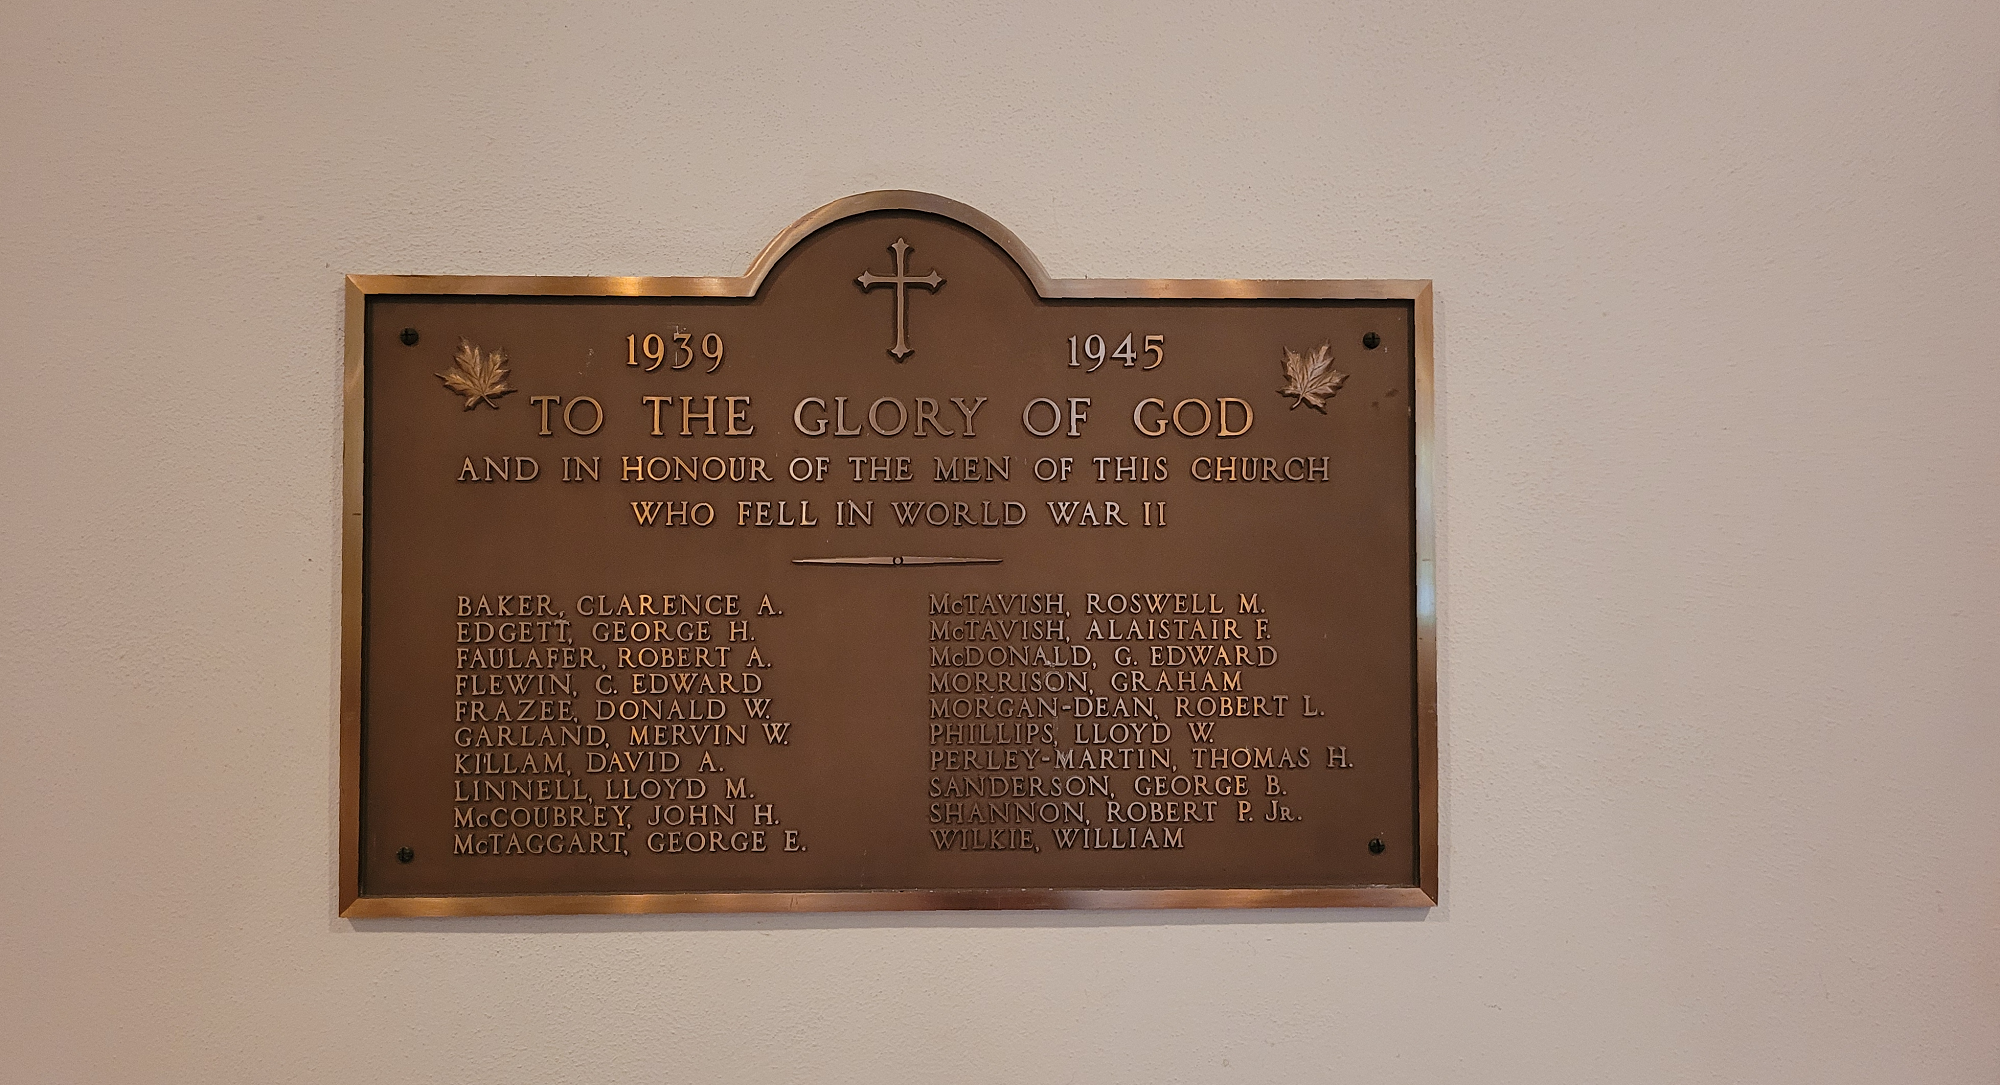 1939 1945
TO THE GLORY OF GOD
AND IN HONOUR OF THE MEN OF THIS CHURCH
WHO FELL IN WORLD WAR II
BAKER, CLARENCE A.
EDGETT, GEORGE H.
FAULAFER, ROBERT A.
FLEWIN, C. EDWARD
FRAZEE, DONALD W.
GARLAND, MERVIN W.
KILLAM, DAVID A.
LINNELL, LLOYD M.
McCOUBREY, JOHN H.
McTAGGART, GEORGE E.
McTAVISH, ROSWELL M.
McTAVISH, ALAISTAIR F.
McDONALD, G. EDWARD
MORRISON, GRAHAM
MORGAN-DEAN, ROBERT L.
PHILLIPS, LLOYD W.
PERLEY-MARTIN, THOMAS H.
SANDERSON, GEORGE B.
SHANNON, ROBERT P. JR.
WILKIE, WILLIAM